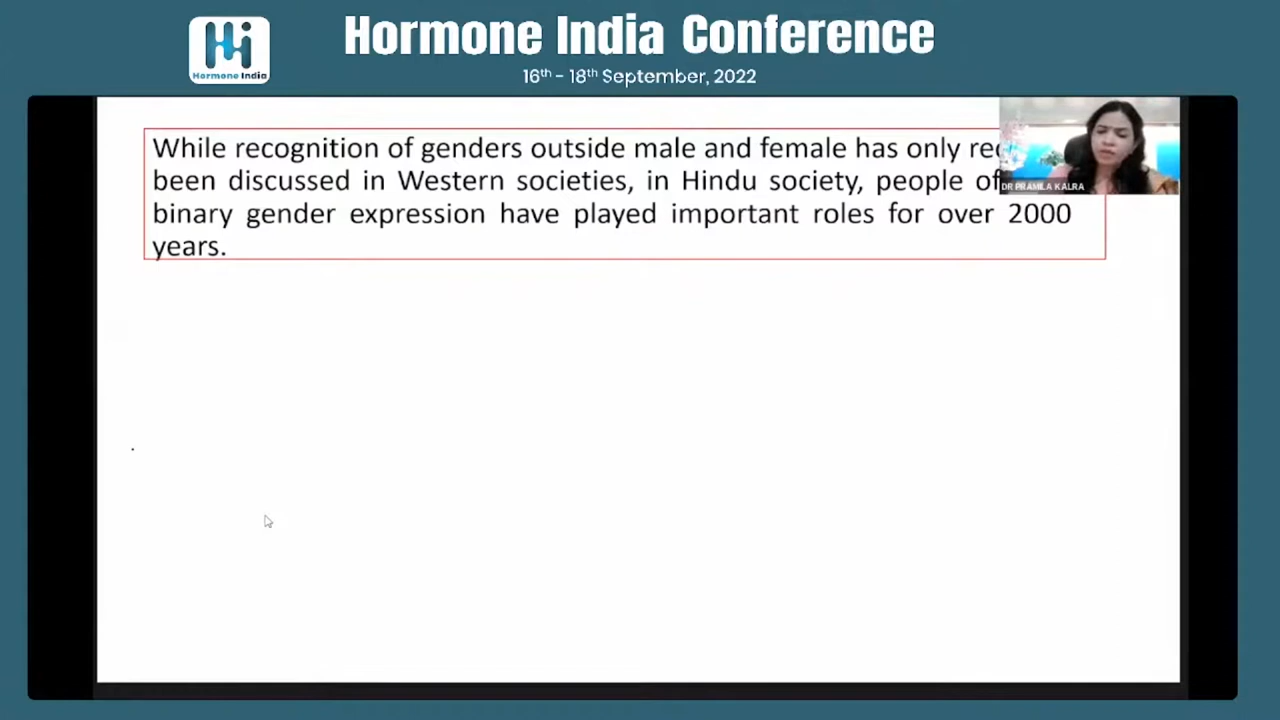 Hormone India Conference
16th - 18th September, 2022
Hormone India
While recognition of genders outside male and female has only
been discussed in Western societies, in Hindu society, people of
binary gender expression have played important roles for over 2000
years.
DR PRAMILA KALRA